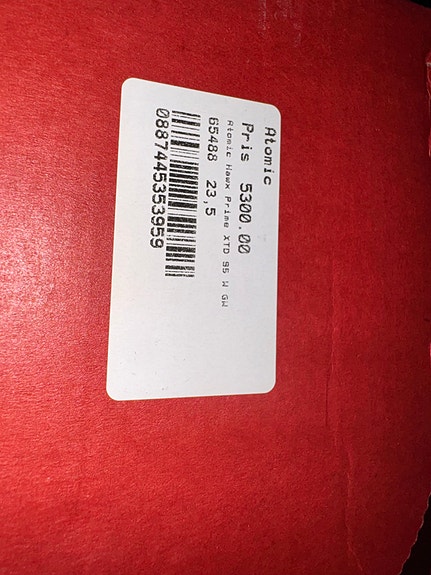 Atomic
Pris 5300.00
Atomic Hawx Prime XTD 95 W GW
65488 23,5
0887445353959